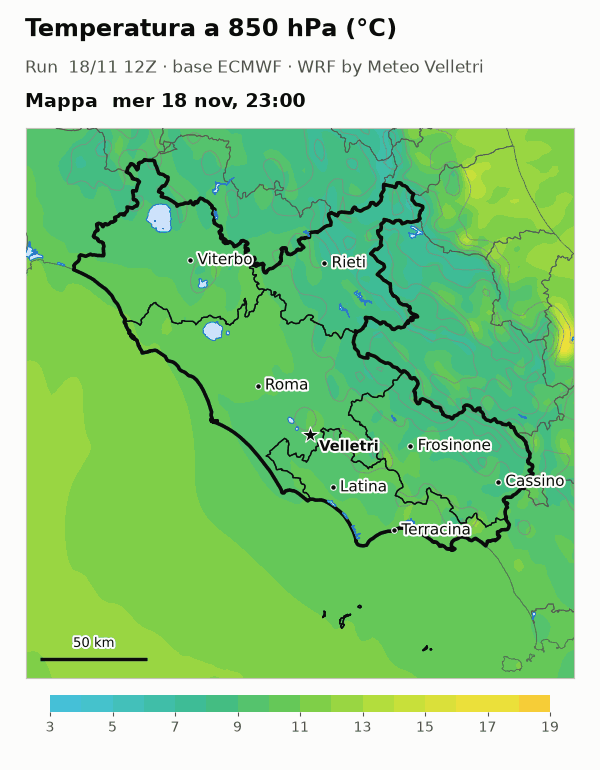 Temperatura a 850 hPa (°C)
Run  18/11 12Z · base ECMWF · WRF by Meteo Velletri
Mappa  mer 18 nov, 23:00
Viterbo
Rieti
Roma
Velletri
Frosinone
Latina
Cassino
Terracina
50 km
3 5 7 9 11 13 15 17 19